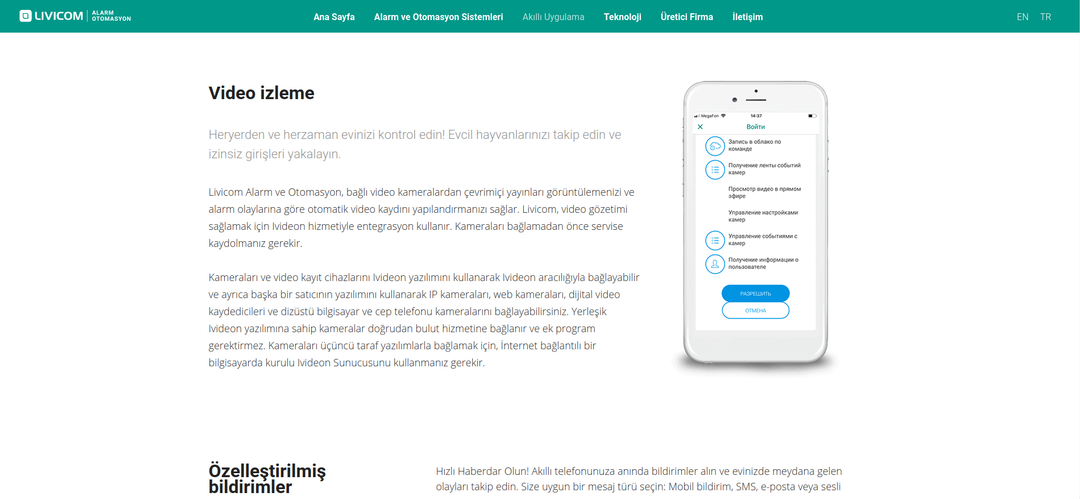 LIVICOM
ALARM
OTOMASYON
Ana Sayfa
Alarm ve Otomasyon Sistemleri
Akıllı Uygulama
Teknoloji
Üretici Firma
İletişim
EN
TR
Video izleme
Heryerden ve herzaman evinizi kontrol edin! Evcil hayvanlarınızı takip edin ve
izinsiz girişleri yakalayın.
Livicom Alarm ve Otomasyon, bağlı video kameralardan çevrimiçi yayınları görüntülemenizi ve
alarm olaylarına göre otomatik video kaydını yapılandırmanızı sağlar. Livicom, video gözetimi
sağlamak için Ivideon hizmetiyle entegrasyon kullanır. Kameraları bağlamadan önce servise
kaydolmanız gerekir.
Kameraları ve video kayıt cihazlarını Ivideon yazılımını kullanarak Ivideon aracılığıyla bağlayabilir
ve ayrıca başka bir satıcının yazılımını kullanarak IP kameraları, web kameraları, dijital video
kaydedicileri ve dizüstü bilgisayar ve cep telefonu kameralarını bağlayabilirsiniz. Yerleşik
Ivideon yazılımına sahip kameralar doğrudan bulut hizmetine bağlanır ve ek program
gerektirmez. Kameraları üçüncü taraf yazılımlarla bağlamak için, İnternet bağlantılı bir
bilgisayarda kurulu Ivideon Sunucusunu kullanmanız gerekir.
MegaFon
14:37
Войти
Запись в облако по
команде
Получение ленты событий
камер
Просмотр видео в прямом
эфире
Управление настройками
камер
Управление событиями с
камер
Получение информации о
пользователе
РАЗРЕШИТЬ
ОТМЕНА
Özelleştirilmiş
bildirimler
Hızlı Haberdar Olun! Akıllı telefonunuza anında bildirimler alın ve evinizde meydana gelen
olayları takip edin. Size uygun bir mesaj türü seçin: Mobil bildirim, SMS, e-posta veya sesli